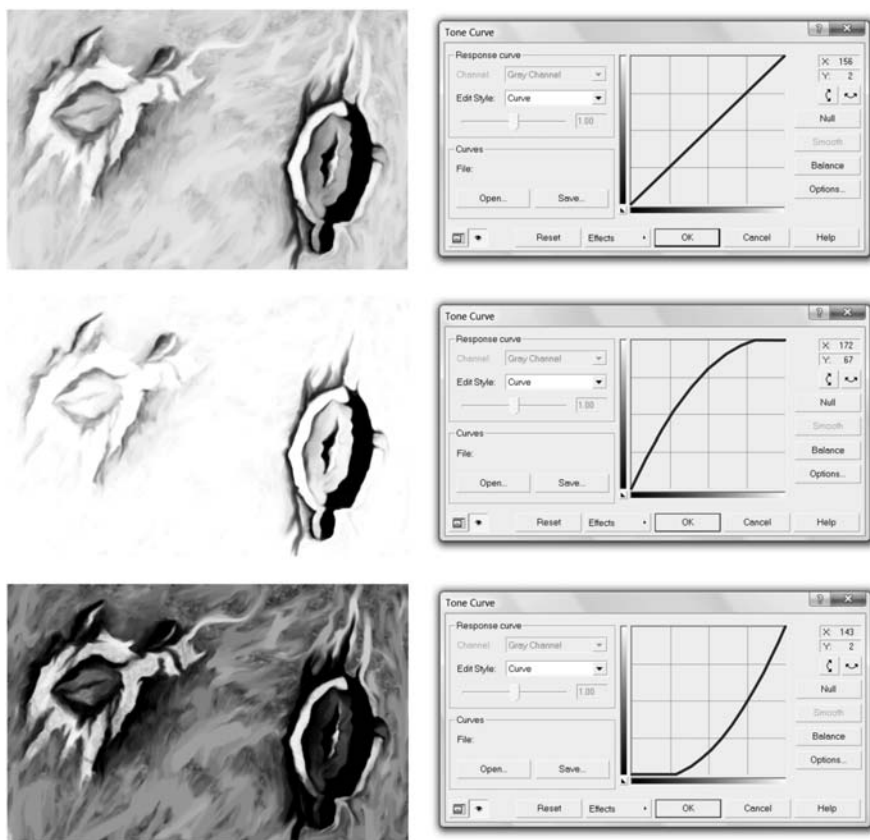 Tone Curve
Response curve
Channel: Gray Channel
Edit Style: Curve
1.00
Curves
File:
Open... Save...
X: 156
Y: 2
Null
Smooth
Balance
Options...
Reset Effects OK Cancel Help
Tone Curve
Response curve
Channel: Gray Channel
Edit Style: Curve
1.00
Curves
File:
Open... Save...
X: 172
Y: 67
Null
Smooth
Balance
Options...
Reset Effects OK Cancel Help
Tone Curve
Response curve
Channel: Gray Channel
Edit Style: Curve
1.00
Curves
File:
Open... Save...
X: 143
Y: 2
Null
Smooth
Balance
Options...
Reset Effects OK Cancel Help